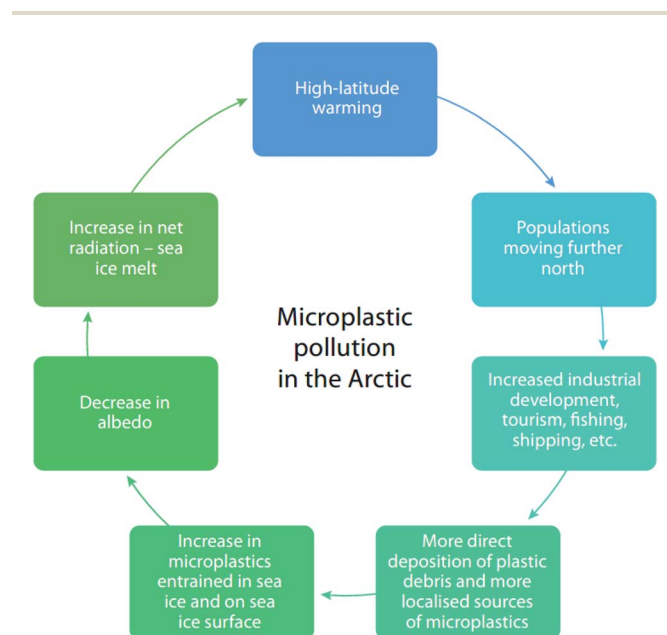 High-latitude
warming
Populations
moving further
north
Increased industrial
development,
tourism, fishing,
shipping, etc.
More direct
deposition of plastic
debris and more
localised sources
of microplastics
Increase in
microplastics
entrained in sea
ice and on sea
ice surface
Decrease in
albedo
Increase in net
radiation – sea
ice melt
Microplastic
pollution
in the Arctic